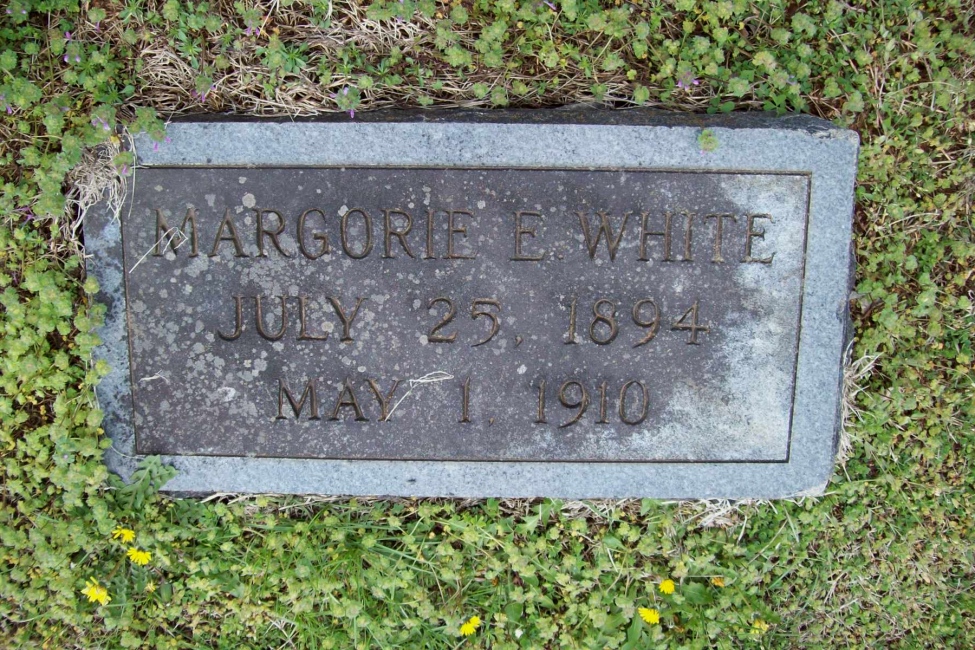 MARGORIE E. WHITE
JULY 25, 1894
MAY 1, 1910